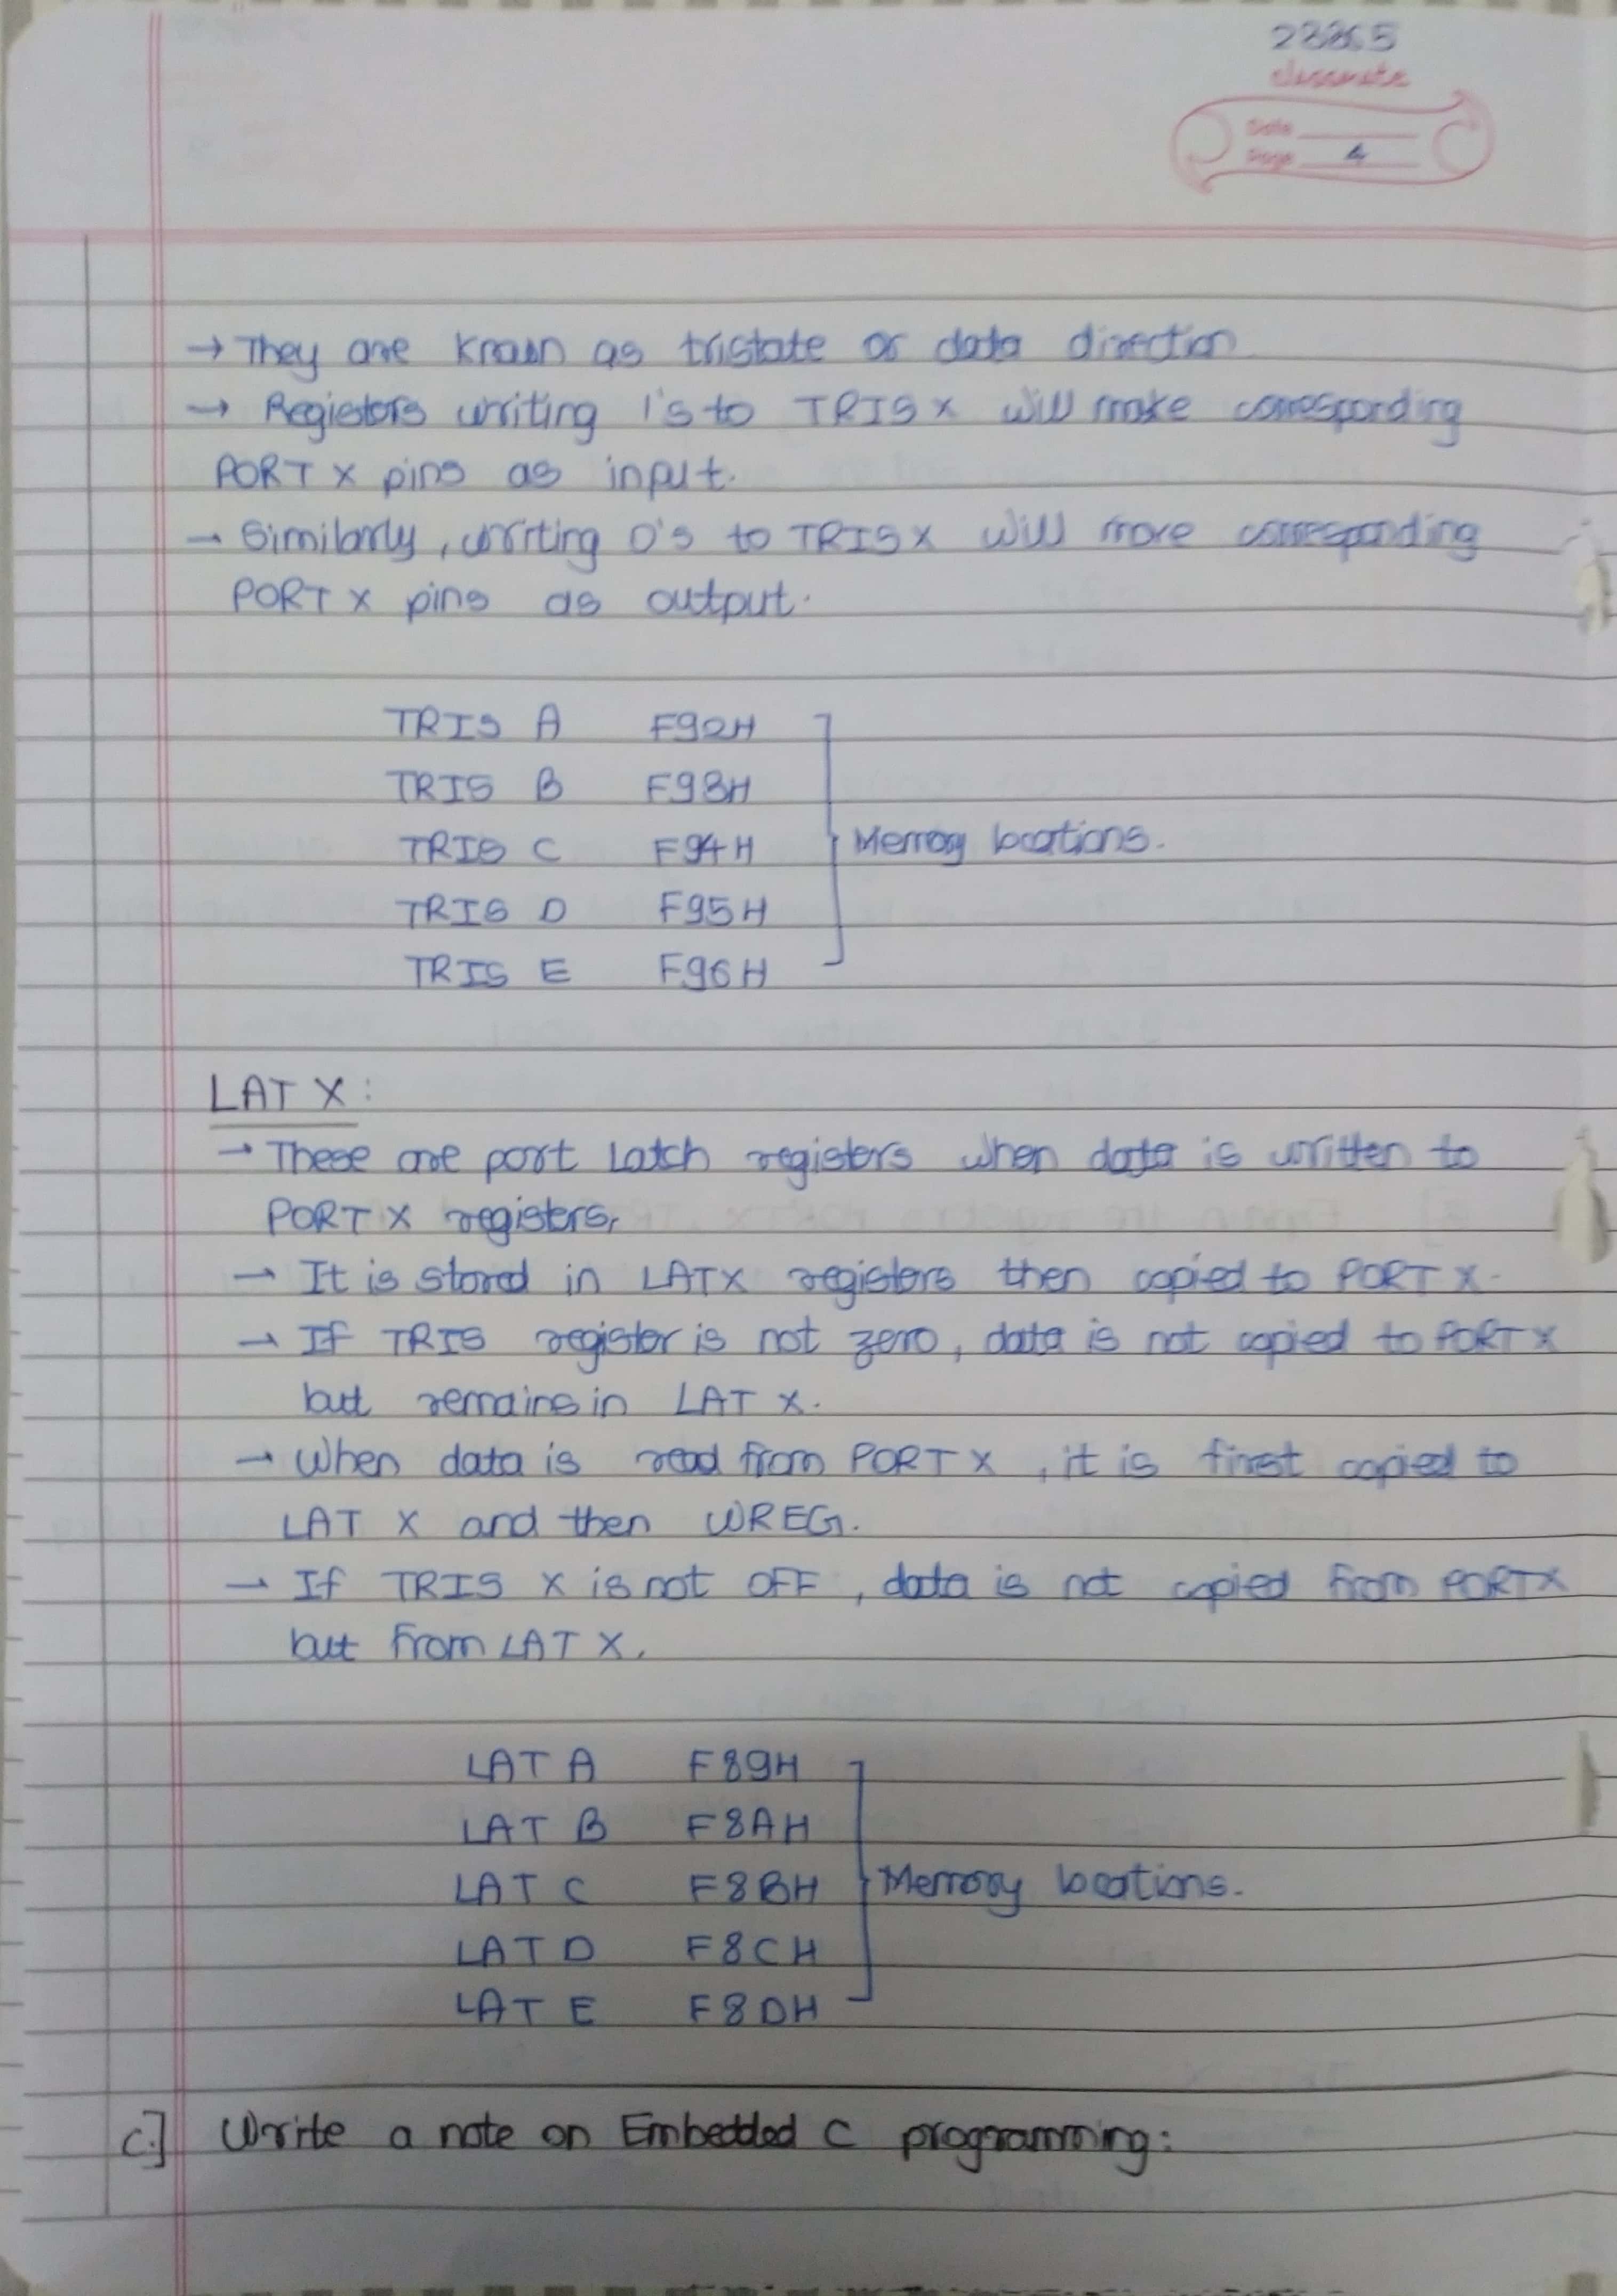 23365
classmate
Date
Page 4
→ They are known as tristate or data direction
→ Registors writing 1's to TRIS X will make corresponding
PORT X pins as input.
→ Similarly, writing 0's to TRIS X will more corresponding
PORT X pins as output.
TRIS A F92H
TRIS B F93H
TRIS C F94H Memory locations.
TRIS D F95H
TRIS E F96H
LAT X :
→ These are port Latch registers when data is written to
PORT X registers,
→ It is stored in LATX registers then copied to PORT X.
→ If TRIS register is not zero, data is not copied to PORT X
but remains in LAT X.
→ When data is read from PORT X, it is first copied to
LAT X and then WREG.
→ If TRIS X is not OFF, data is not copied from PORTX
but from LAT X.
LAT A F89H
LAT B F8AH
LAT C F8BH Memory locations.
LAT D F8CH
LAT E F8DH
C.] Write a note on Embedded C programming: